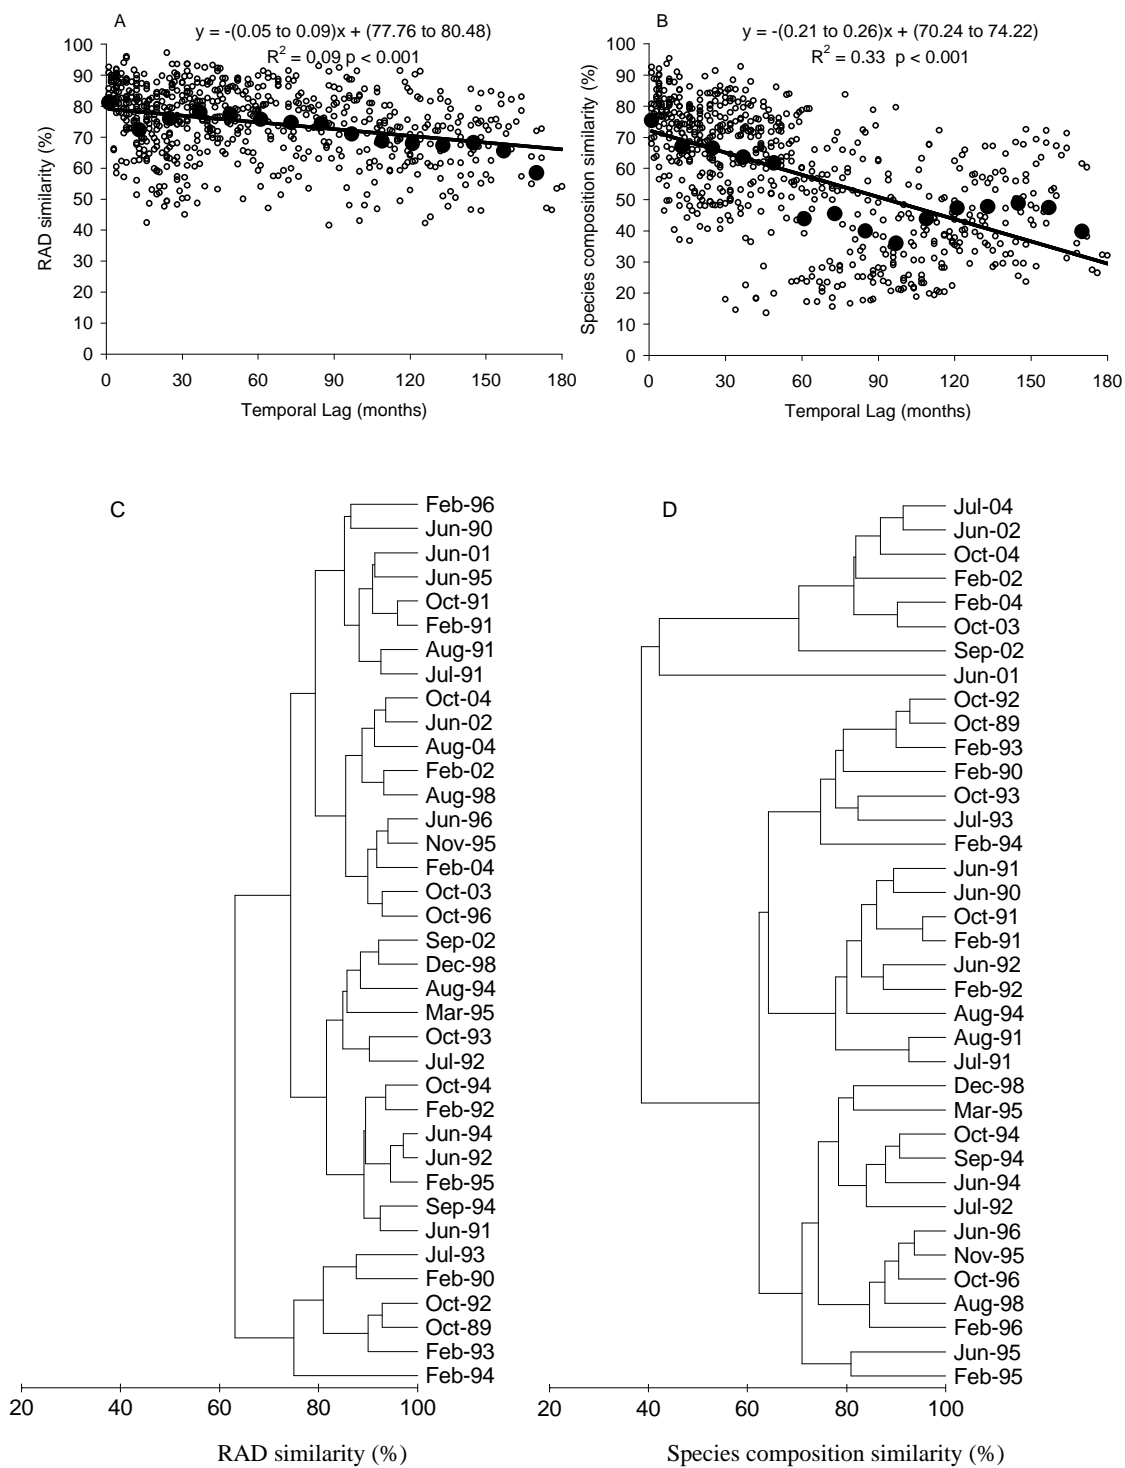 A
y = -(0.05 to 0.09)x + (77.76 to 80.48)
R2 = 0.09 p < 0.001
100
90
80
70
60
50
40
30
20
10
0
RAD similarity (%)
0 30 60 90 120 150 180
Temporal Lag (months)
B
y = -(0.21 to 0.26)x + (70.24 to 74.22)
R2 = 0.33 p < 0.001
100
90
80
70
60
50
40
30
20
10
0
Species composition similarity (%)
0 30 60 90 120 150 180
Temporal Lag (months)
C
Feb-96
Jun-90
Jun-01
Jun-95
Oct-91
Feb-91
Aug-91
Jul-91
Oct-04
Jun-02
Aug-04
Feb-02
Aug-98
Jun-96
Nov-95
Feb-04
Oct-03
Oct-96
Sep-02
Dec-98
Aug-94
Mar-95
Oct-93
Jul-92
Oct-94
Feb-92
Jun-94
Jun-92
Feb-95
Sep-94
Jun-91
Jul-93
Feb-90
Oct-92
Oct-89
Feb-93
Feb-94
20 40 60 80 100
RAD similarity (%)
D
Jul-04
Jun-02
Oct-04
Feb-02
Feb-04
Oct-03
Sep-02
Jun-01
Oct-92
Oct-89
Feb-93
Feb-90
Oct-93
Jul-93
Feb-94
Jun-91
Jun-90
Oct-91
Feb-91
Jun-92
Feb-92
Aug-94
Aug-91
Jul-91
Dec-98
Mar-95
Oct-94
Sep-94
Jun-94
Jul-92
Jun-96
Nov-95
Oct-96
Aug-98
Feb-96
Jun-95
Feb-95
20 40 60 80 100
Species composition similarity (%)